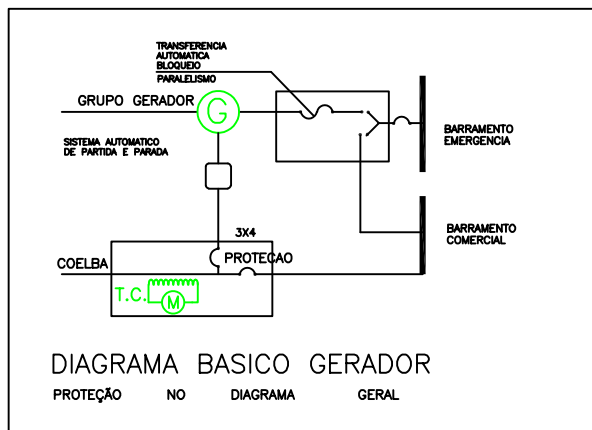 TRANSFERENCIA
AUTOMATICA
BLOQUEIO
PARALELISMO
GRUPO GERADOR
G
BARRAMENTO
EMERGENCIA
SISTEMA AUTOMATICO
DE PARTIDA E PARADA
3X4
BARRAMENTO
COMERCIAL
COELBA
PROTECAO
T.C.
M
DIAGRAMA BASICO GERADOR
PROTEÇÃO NO DIAGRAMA GERAL